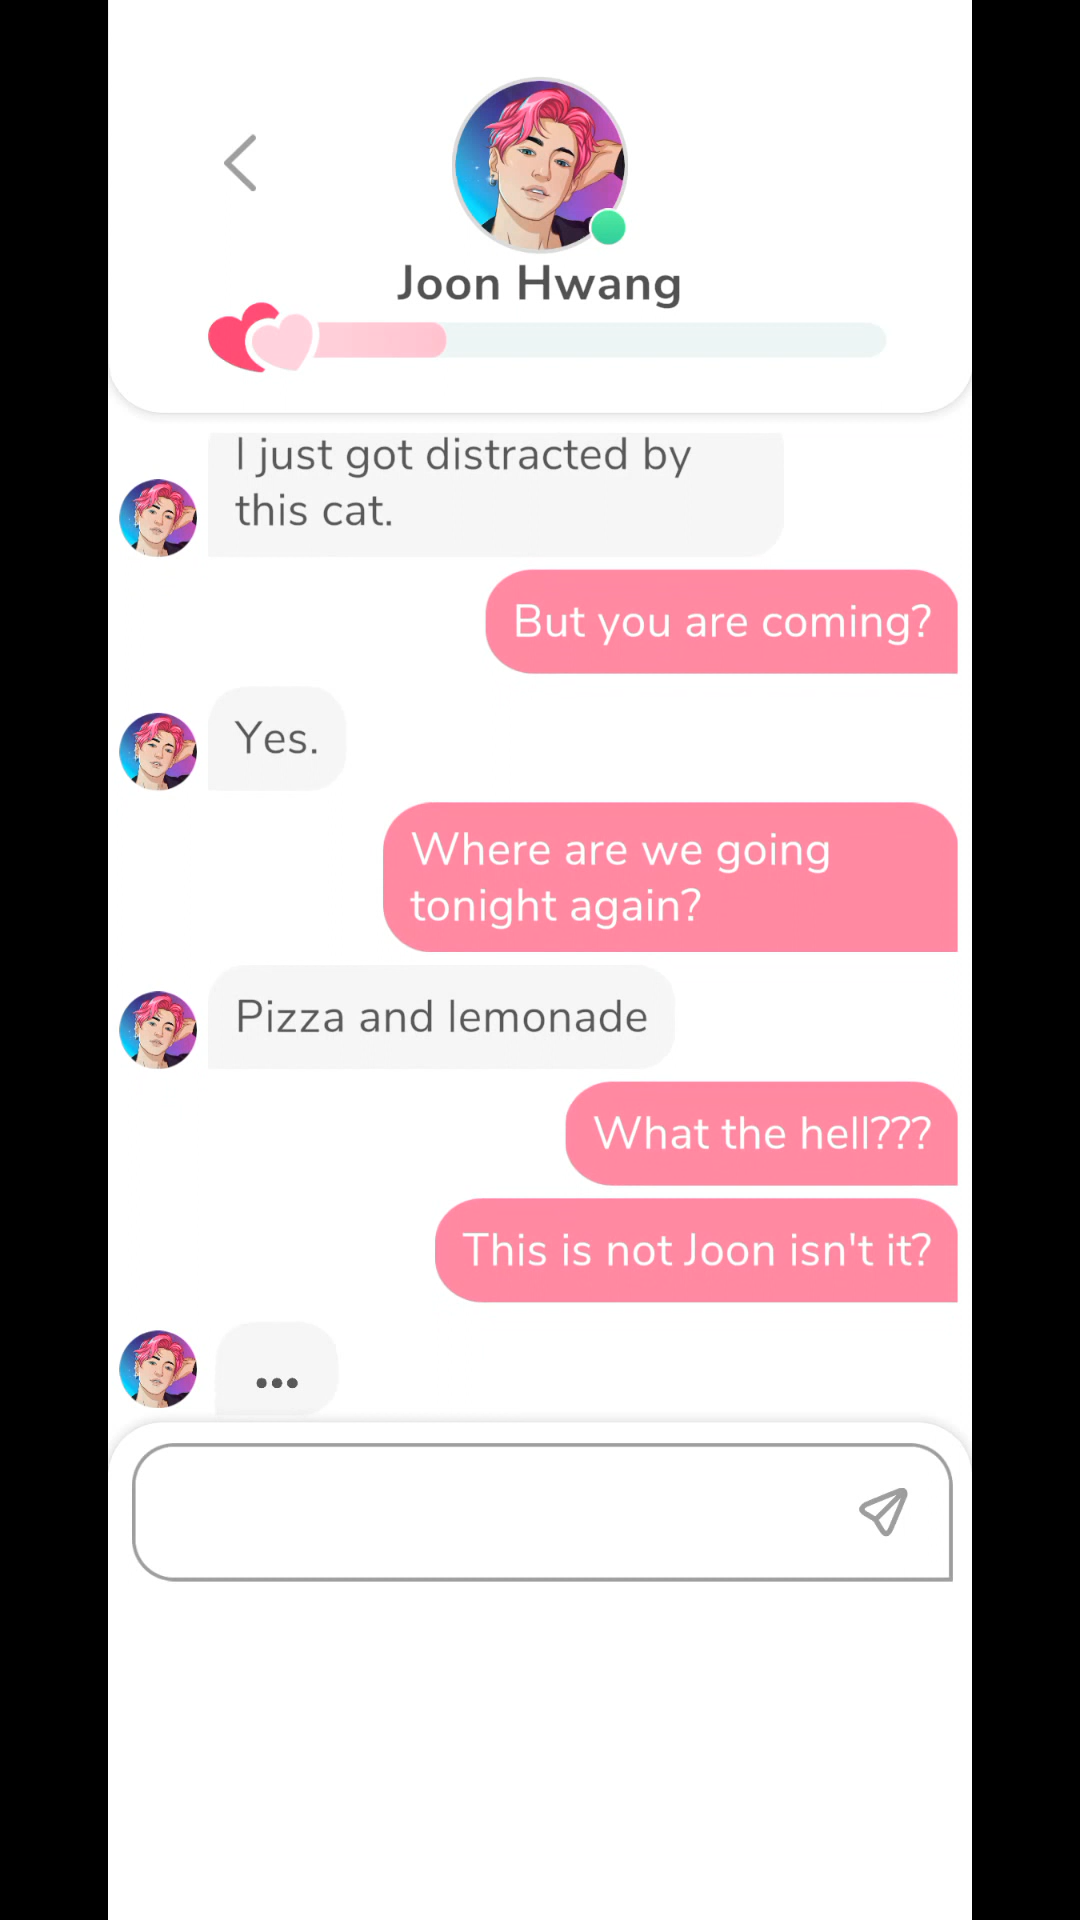 Joon Hwang
I just got distracted by
this cat.
But you are coming?
Yes.
Where are we going
tonight again?
Pizza and lemonade
What the hell???
This is not Joon isn't it?
...